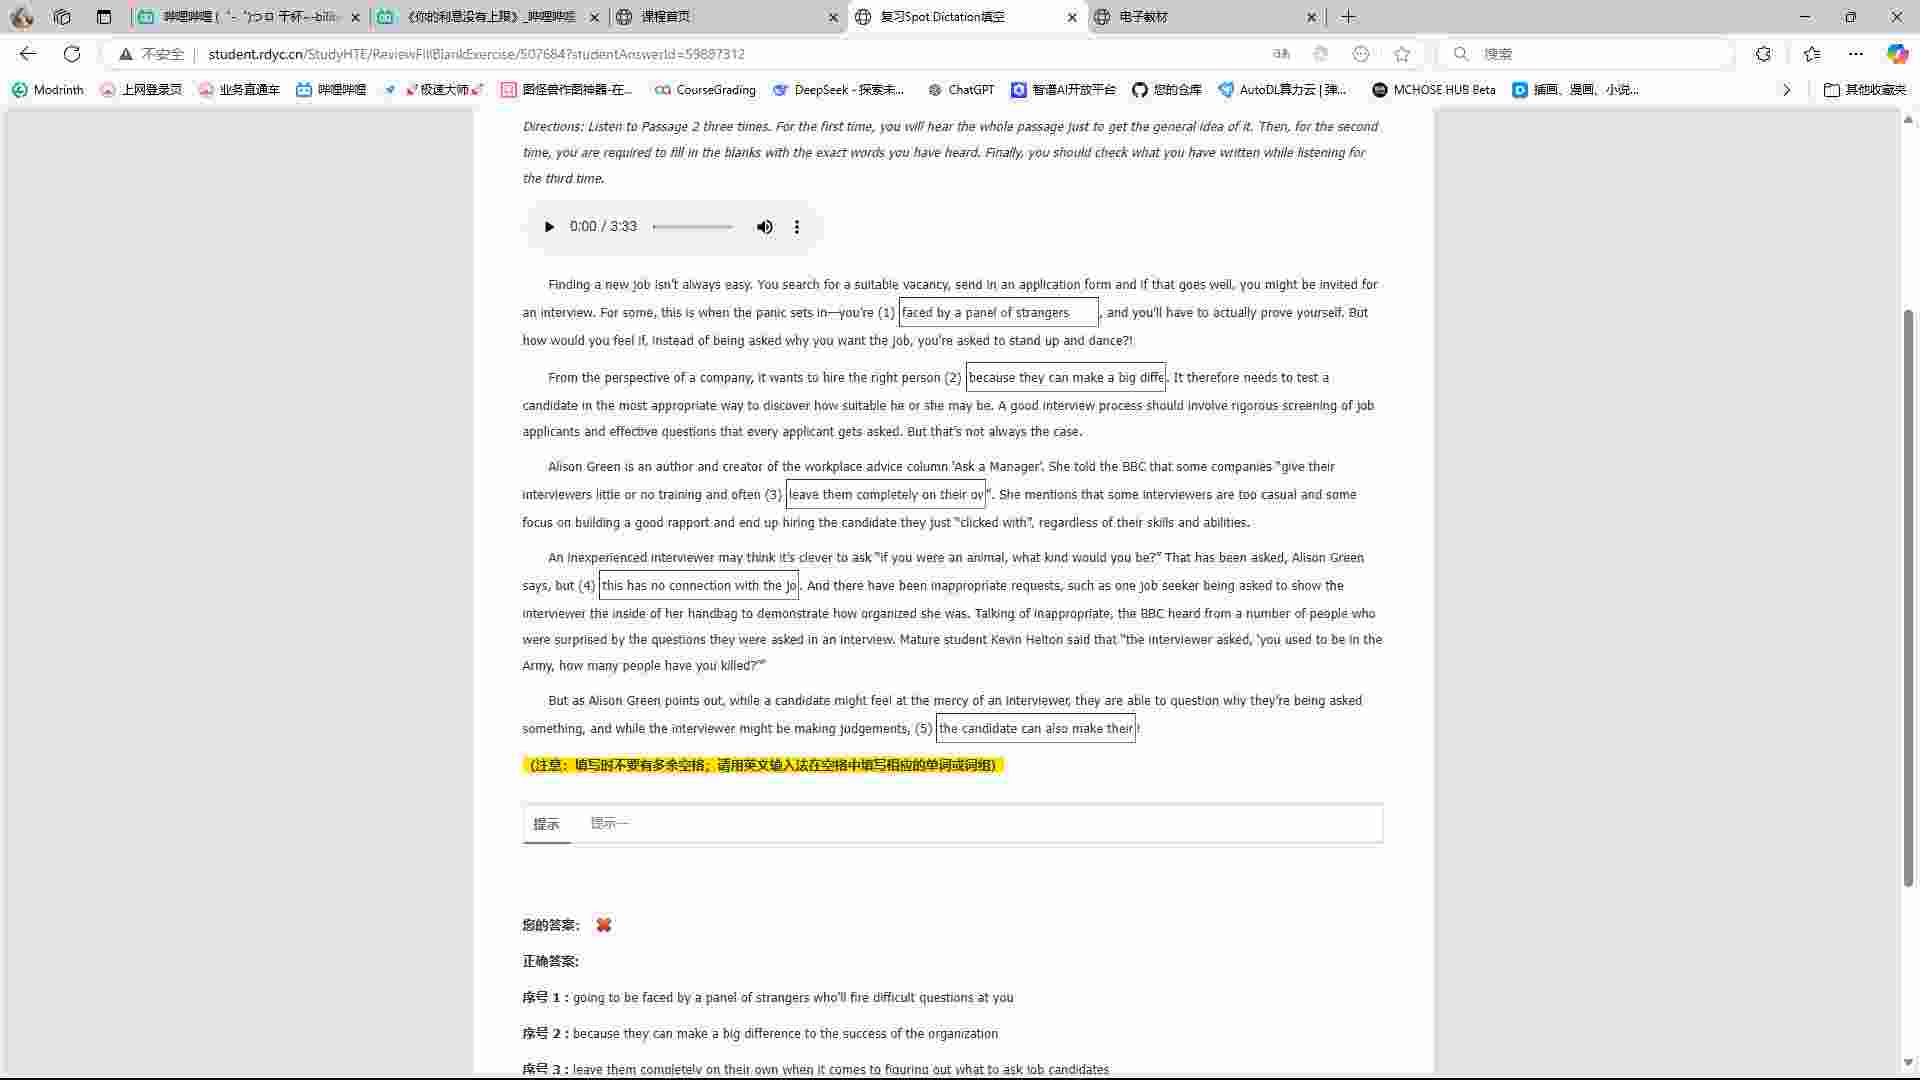 哔哩哔哩 (゜-゜)つロ 干杯~-bilib
《你的利息没有上限》_哔哩哔哩
课程首页
复习Spot Dictation填空
电子教材
不安全
student.rdyc.cn/StudyHTE/ReviewFillBlankExercise/507684?studentAnswerId=59887312
搜索
Modrinth
上网登录页
业务直通车
哔哩哔哩
极速大师
图怪兽作图神器-在...
CourseGrading
DeepSeek - 探索未...
ChatGPT
智谱AI开放平台
您的仓库
AutoDL算力云 | 弹...
MCHOSE HUB Beta
插画、漫画、小说...
其他收藏夹
Directions: Listen to Passage 2 three times. For the first time, you will hear the whole passage just to get the general idea of it. Then, for the second
time, you are required to fill in the blanks with the exact words you have heard. Finally, you should check what you have written while listening for
the third time.
0:00 / 3:33
Finding a new job isn't always easy. You search for a suitable vacancy, send in an application form and if that goes well, you might be invited for
an interview. For some, this is when the panic sets in—you're (1) faced by a panel of strangers , and you'll have to actually prove yourself. But
how would you feel if, instead of being asked why you want the job, you're asked to stand up and dance?!
From the perspective of a company, it wants to hire the right person (2) because they can make a big diffe. It therefore needs to test a
candidate in the most appropriate way to discover how suitable he or she may be. A good interview process should involve rigorous screening of job
applicants and effective questions that every applicant gets asked. But that's not always the case.
Alison Green is an author and creator of the workplace advice column 'Ask a Manager'. She told the BBC that some companies "give their
interviewers little or no training and often (3) leave them completely on their ov". She mentions that some interviewers are too casual and some
focus on building a good rapport and end up hiring the candidate they just "clicked with", regardless of their skills and abilities.
An inexperienced interviewer may think it's clever to ask "if you were an animal, what kind would you be?" That has been asked, Alison Green
says, but (4) this has no connection with the jo. And there have been inappropriate requests, such as one job seeker being asked to show the
interviewer the inside of her handbag to demonstrate how organized she was. Talking of inappropriate, the BBC heard from a number of people who
were surprised by the questions they were asked in an interview. Mature student Kevin Helton said that "the interviewer asked, 'you used to be in the
Army, how many people have you killed?'"
But as Alison Green points out, while a candidate might feel at the mercy of an interviewer, they are able to question why they're being asked
something, and while the interviewer might be making judgements, (5) the candidate can also make their!
(注意：填写时不要有多余空格；请用英文输入法在空格中填写相应的单词或词组)
提示 提示一
您的答案:
正确答案:
序号 1 : going to be faced by a panel of strangers who'll fire difficult questions at you
序号 2 : because they can make a big difference to the success of the organization
序号 3 : leave them completely on their own when it comes to figuring out what to ask job candidates